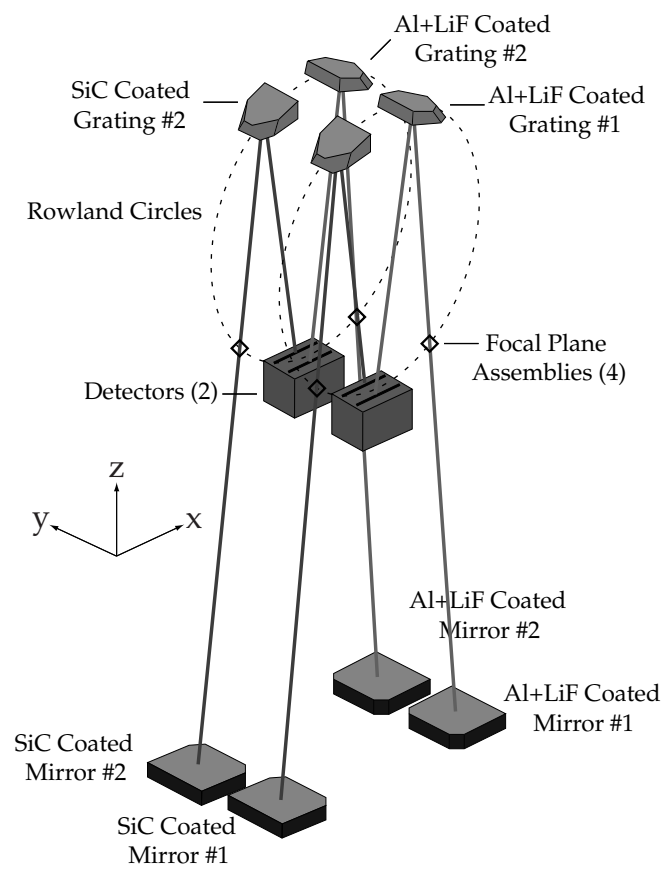 Al+LiF Coated
Grating #2
SiC Coated
Grating #2
Al+LiF Coated
Grating #1
Rowland Circles
Focal Plane
Assemblies (4)
Detectors (2)
z
y
x
Al+LiF Coated
Mirror #2
Al+LiF Coated
Mirror #1
SiC Coated
Mirror #2
SiC Coated
Mirror #1